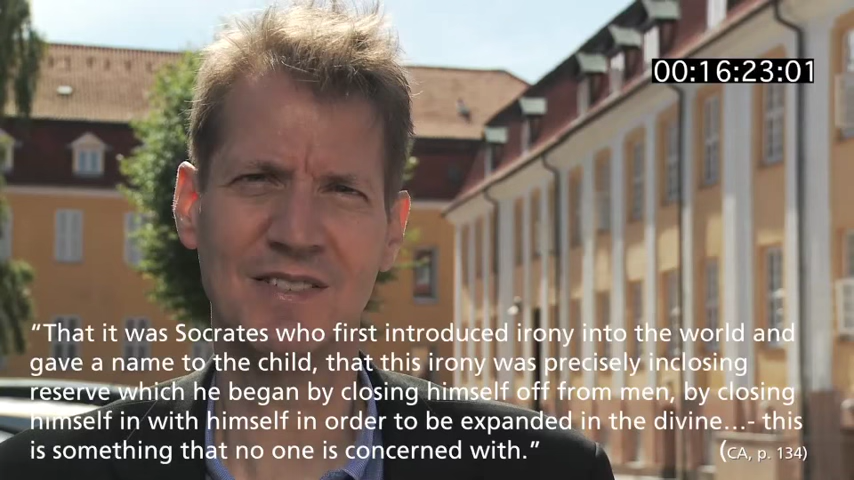 00:16:23:01
“That it was Socrates who first introduced irony into the world and
gave a name to the child, that this irony was precisely inclosing
reserve which he began by closing himself off from men, by closing
himself in with himself in order to be expanded in the divine...- this
is something that no one is concerned with.” (CA, p. 134)